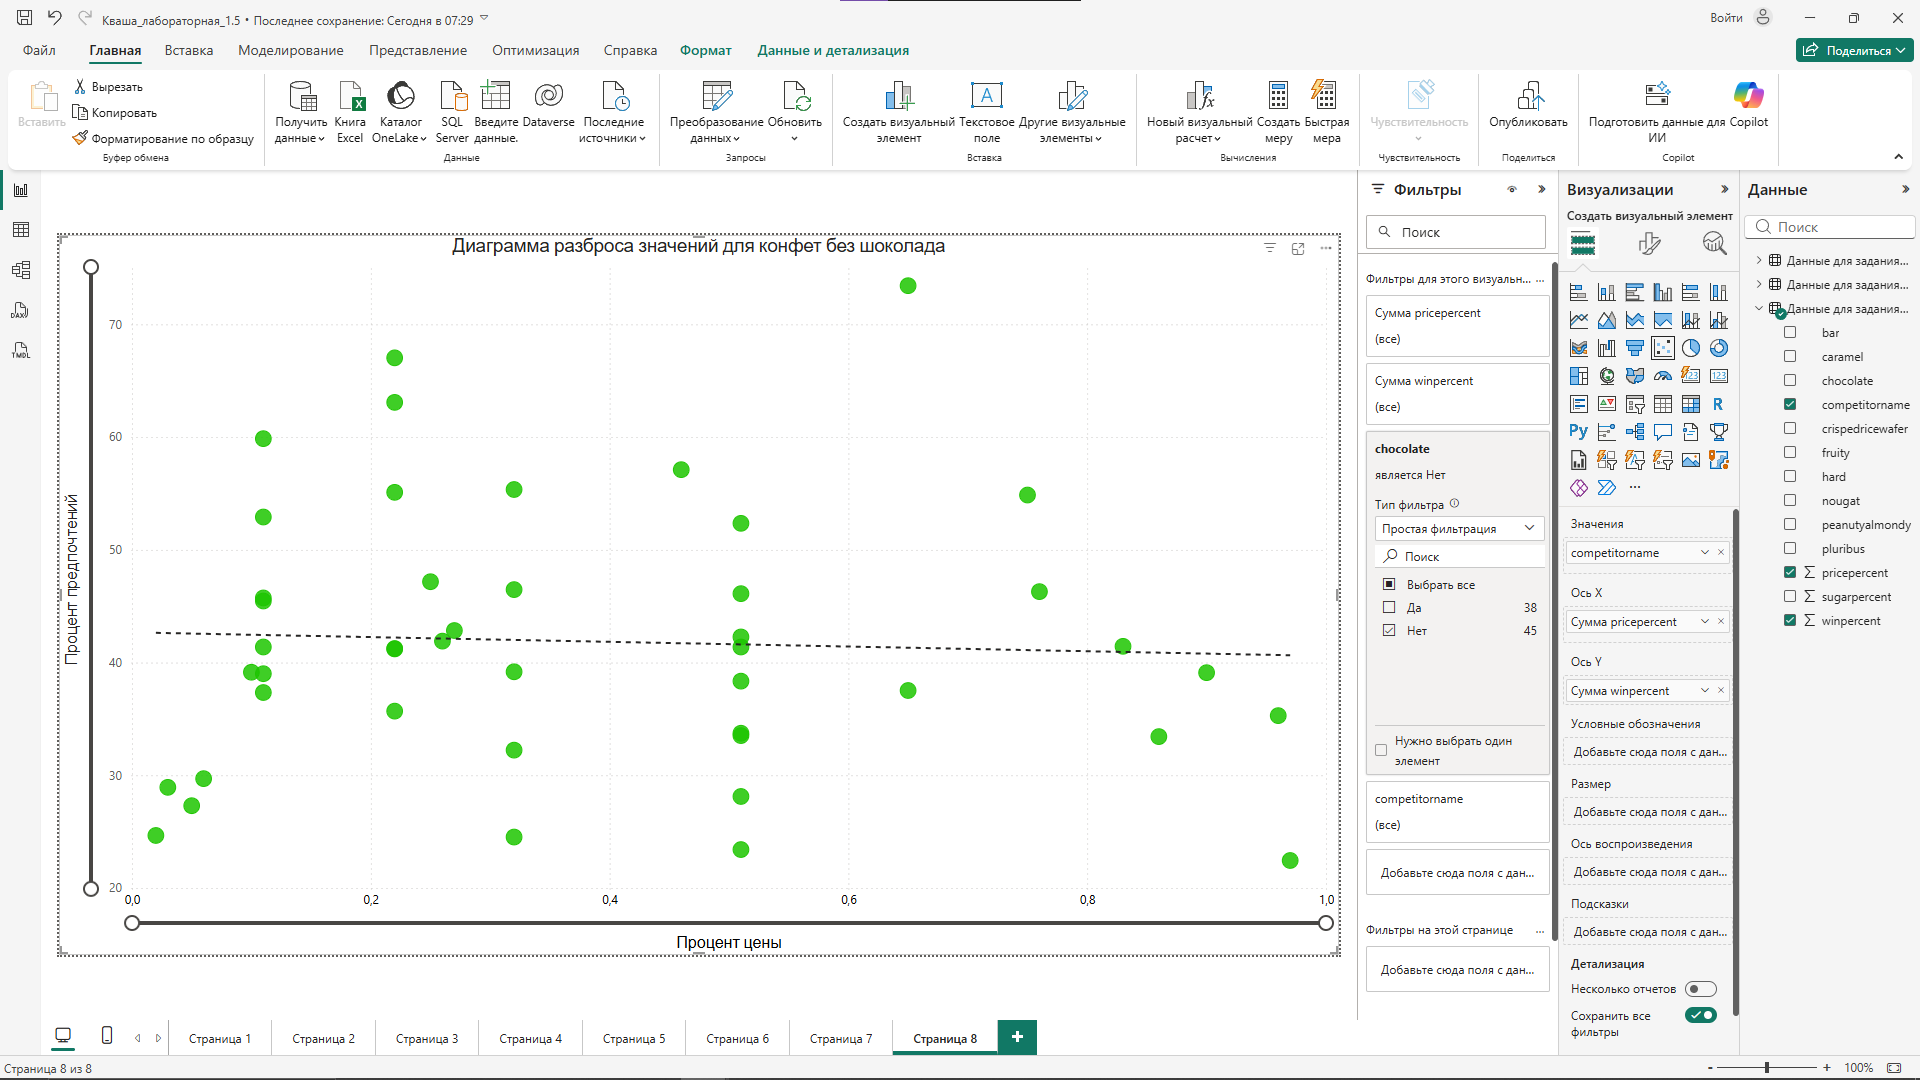 Кваша_лабораторная_1.5 • Последнее сохранение: Сегодня в 07:29
Войти
Файл
Главная
Вставка
Моделирование
Представление
Оптимизация
Справка
Формат
Данные и детализация
Поделиться
Вставить
Вырезать
Копировать
Форматирование по образцу
Буфер обмена
Получить данные
Книга Excel
Каталог OneLake
SQL Server
Введите данные.
Dataverse
Последние источники
Данные
Преобразование данных
Обновить
Запросы
Создать визуальный элемент
Текстовое поле
Другие визуальные элементы
Вставка
Новый визуальный расчет
Создать меру
Быстрая мера
Вычисления
Чувствительность
Чувствительность
Опубликовать
Поделиться
Подготовить данные для ИИ
Copilot
Copilot
DAX
TMDL
Диаграмма разброса значений для конфет без шоколада
Процент предпочтений
70
60
50
40
30
20
0,0
0,2
0,4
0,6
0,8
1,0
Процент цены
Фильтры
Поиск
Фильтры для этого визуальн... ...
Сумма pricepercent
(все)
Сумма winpercent
(все)
chocolate
является Нет
Тип фильтра
Простая фильтрация
Поиск
Выбрать все
Да 38
Нет 45
Нужно выбрать один
элемент
competitorname
(все)
Добавьте сюда поля с дан...
Фильтры на этой странице ...
Добавьте сюда поля с дан...
Визуализации
Создать визуальный элемент
123
123
R
Py
...
Значения
competitorname
Ось X
Сумма pricepercent
Ось Y
Сумма winpercent
Условные обозначения
Добавьте сюда поля с дан...
Размер
Добавьте сюда поля с дан...
Ось воспроизведения
Добавьте сюда поля с дан...
Подсказки
Добавьте сюда поля с дан...
Детализация
Несколько отчетов
Сохранить все
фильтры
Данные
Поиск
Данные для задания...
Данные для задания...
Данные для задания...
bar
caramel
chocolate
competitorname
crispedricewafer
fruity
hard
nougat
peanutyalmondy
pluribus
pricepercent
sugarpercent
winpercent
Страница 1
Страница 2
Страница 3
Страница 4
Страница 5
Страница 6
Страница 7
Страница 8
+
Страница 8 из 8
- + 100%